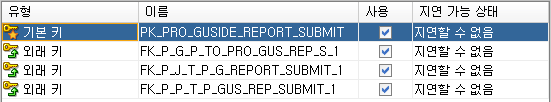 유형 이름 사용 지연 가능 상태
기본 키 PK_PRO_GUSIDE_REPORT_SUBMIT 지연할 수 없음
외래 키 FK_P_G_P_TO_PRO_GUS_REP_S_1 지연할 수 없음
외래 키 FK_P_J_T_P_G_REPORT_SUBMIT_1 지연할 수 없음
외래 키 FK_P_P_T_P_GUS_REP_SUBMIT_1 지연할 수 없음